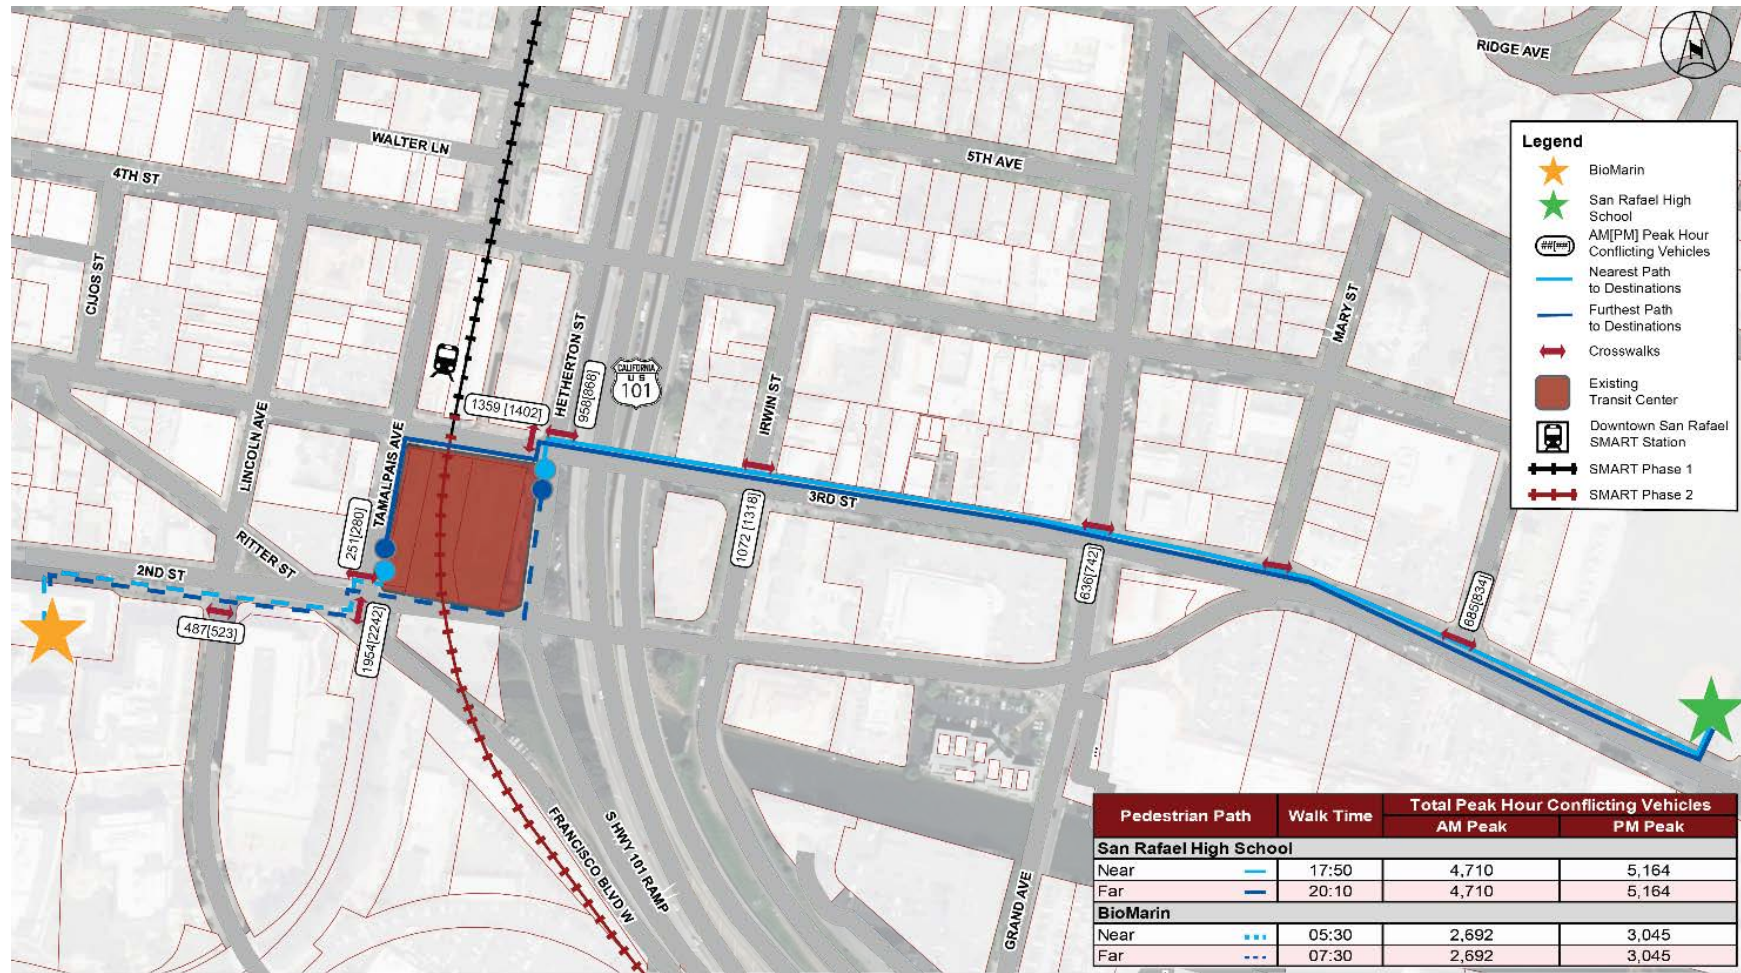 RIDGE AVE
N
WALTER LN
5TH AVE
4TH ST
CIJOS ST
MARY ST
HETHERTON ST
CALIFORNIA
US
101
IRWIN ST
LINCOLN AVE
TAMALPAIS AVE
3RD ST
RITTER ST
2ND ST
FRANCISCO BLVD W
S HWY 101 RAMP
GRAND AVE
1359 [1402]
958[868]
251[280]
1072 [1318]
636[742]
685[834]
487[523]
1954[2242]
Legend
BioMarin
San Rafael High
School
##[##]
AM[PM] Peak Hour
Conflicting Vehicles
Nearest Path
to Destinations
Furthest Path
to Destinations
Crosswalks
Existing
Transit Center
Downtown San Rafael
SMART Station
SMART Phase 1
SMART Phase 2
Pedestrian Path Walk Time Total Peak Hour Conflicting Vehicles
AM Peak PM Peak
San Rafael High School
Near 17:50 4,710 5,164
Far 20:10 4,710 5,164
BioMarin
Near 05:30 2,692 3,045
Far 07:30 2,692 3,045